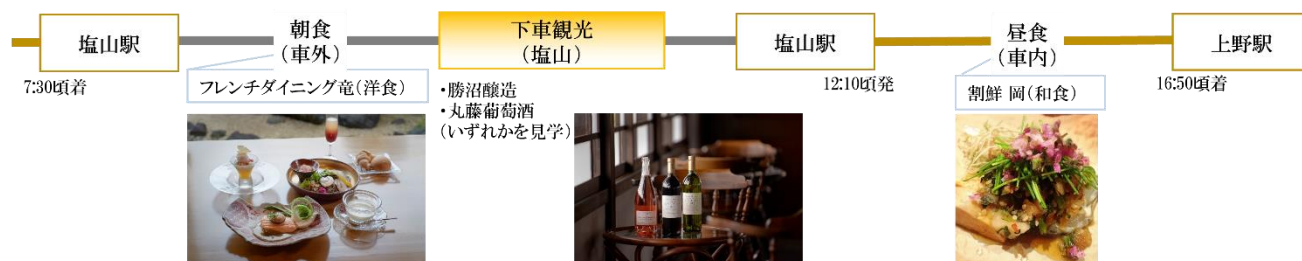 塩山駅
7:30頃着
朝食
(車外)
フレンチダイニング竜(洋食)
下車観光
(塩山)
・勝沼醸造
・丸藤葡萄酒
(いずれかを見学)
塩山駅
12:10頃発
昼食
(車内)
割鮮 岡(和食)
上野駅
16:50頃着